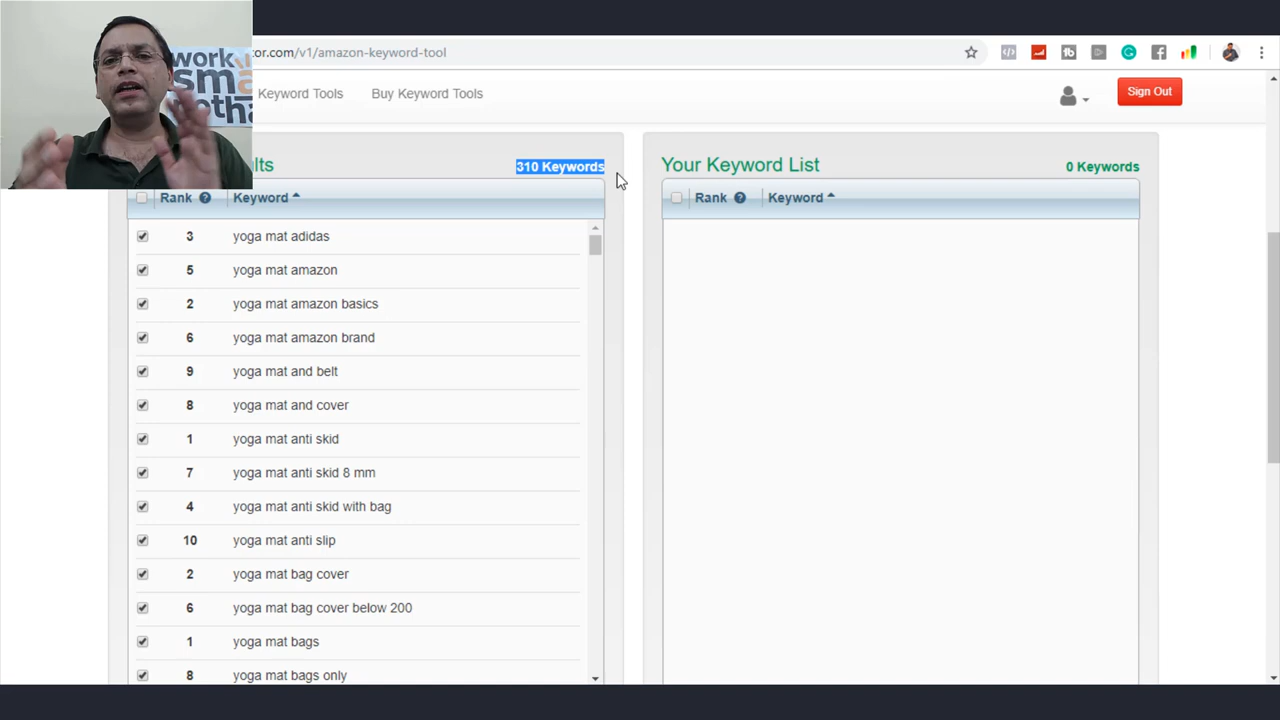 work
sma
otha
tor.com/v1/amazon-keyword-tool
Keyword Tools
Buy Keyword Tools
Sign Out
ults
310 Keywords
Rank
Keyword
3 yoga mat adidas
5 yoga mat amazon
2 yoga mat amazon basics
6 yoga mat amazon brand
9 yoga mat and belt
8 yoga mat and cover
1 yoga mat anti skid
7 yoga mat anti skid 8 mm
4 yoga mat anti skid with bag
10 yoga mat anti slip
2 yoga mat bag cover
6 yoga mat bag cover below 200
1 yoga mat bags
8 yoga mat bags only
Your Keyword List
0 Keywords
Rank
Keyword